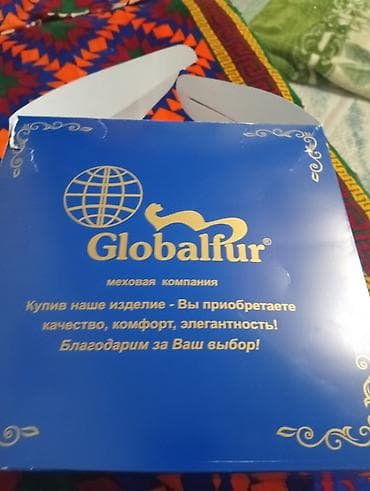 Globalfur®
меховая компания
Купив наше изделие - Вы приобретаете
качество, комфорт, элегантность!
Благодарим за Ваш выбор!